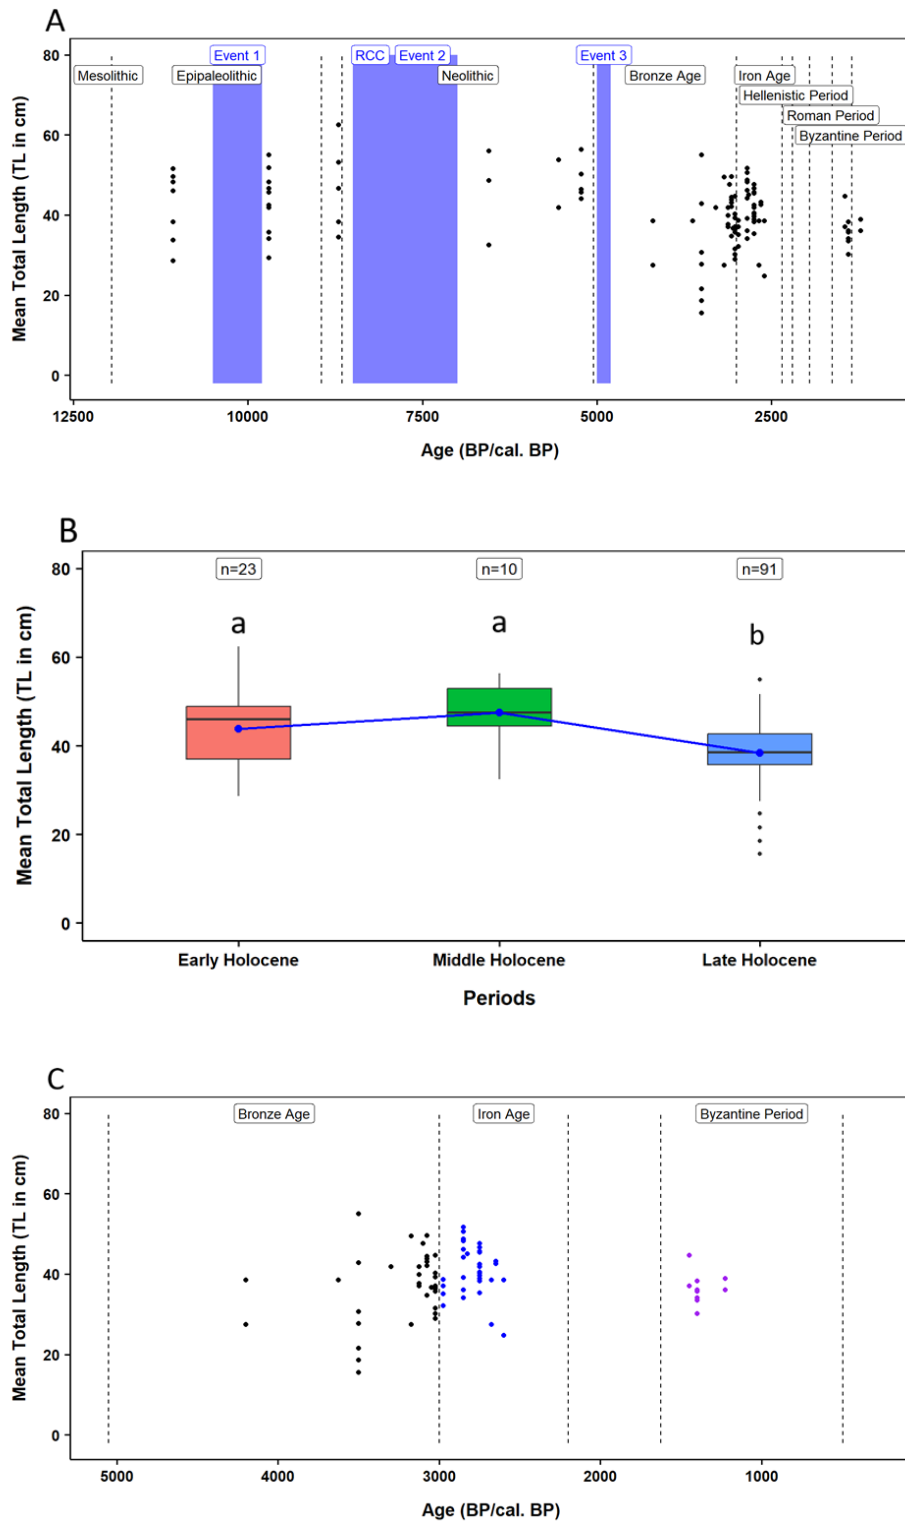 A
Mean Total Length (TL in cm)
80
60
40
20
0
Event 1
RCC
Event 2
Event 3
Mesolithic
Epipaleolithic
Neolithic
Bronze Age
Iron Age
Hellenistic Period
Roman Period
Byzantine Period
12500
10000
7500
5000
2500
Age (BP/cal. BP)
B
Mean Total Length (TL in cm)
80
60
40
20
0
n=23
n=10
n=91
a
a
b
Early Holocene
Middle Holocene
Late Holocene
Periods
C
Mean Total Length (TL in cm)
80
60
40
20
0
Bronze Age
Iron Age
Byzantine Period
5000
4000
3000
2000
1000
Age (BP/cal. BP)